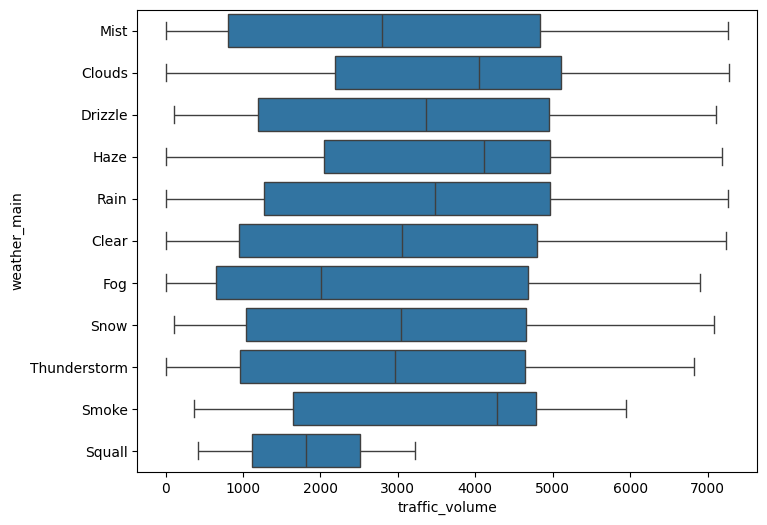 Mist
Clouds
Drizzle
Haze
Rain
Clear
Fog
Snow
Thunderstorm
Smoke
Squall
weather_main
0 1000 2000 3000 4000 5000 6000 7000
traffic_volume